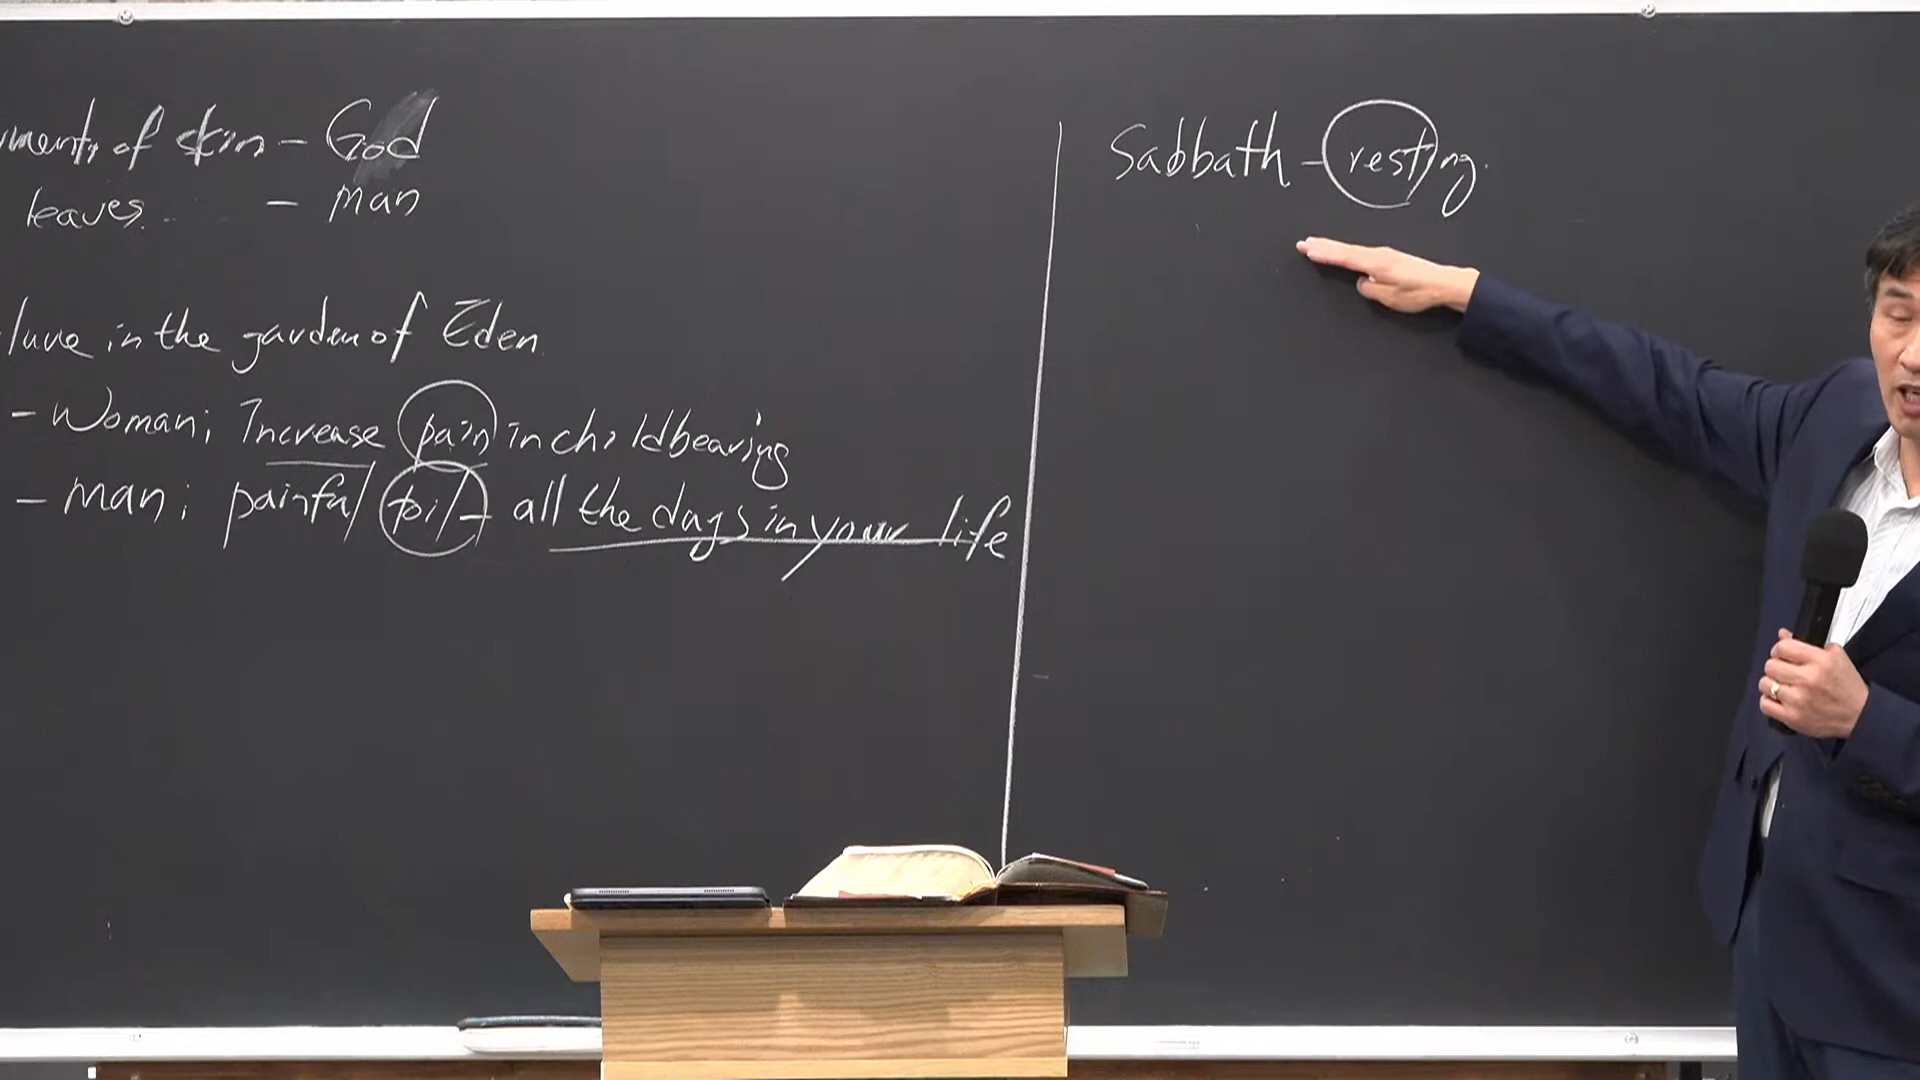 of skin - God
leaves. - man
in the garden of Eden
- Woman; Increase pain in childbearing
- man; painful toil - all the days in your life
Sabbath - resting.